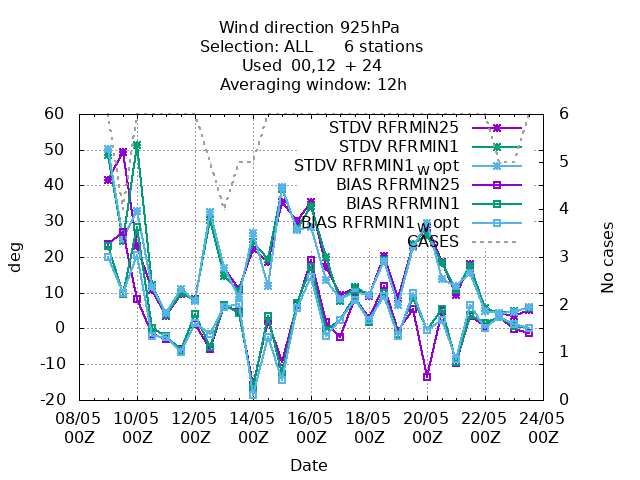 Wind direction 925hPa
Selection: ALL 6 stations
Used 00,12 + 24
Averaging window: 12h
STDV RFRMIN25
STDV RFRMIN1
STDV RFRMIN1_w opt
BIAS RFRMIN25
BIAS RFRMIN1
BIAS RFRMIN1_w opt
CASES
deg
60
50
40
30
20
10
0
-10
-20
No cases
6
5
4
3
2
1
0
08/05 10/05 12/05 14/05 16/05 18/05 20/05 22/05 24/05
00Z 00Z 00Z 00Z 00Z 00Z 00Z 00Z 00Z
Date